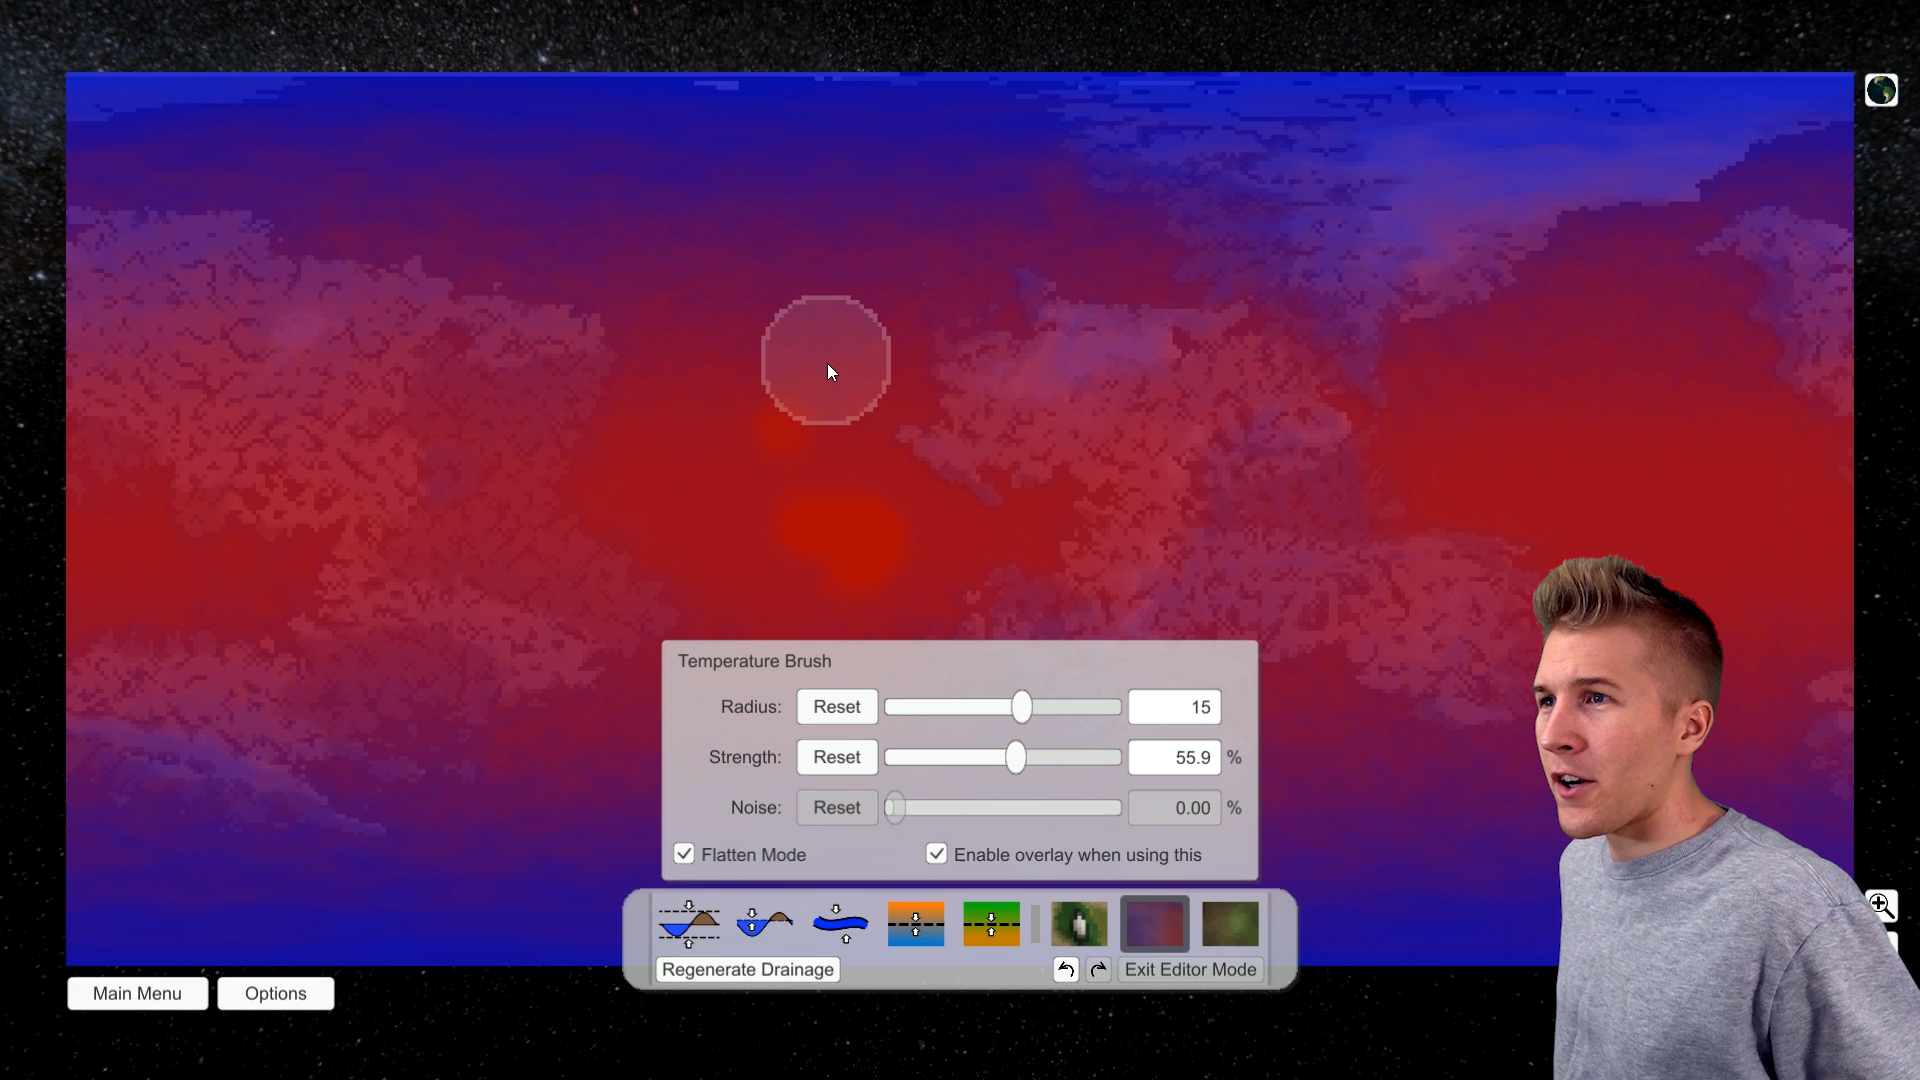 Temperature Brush
Radius: Reset 15
Strength: Reset 55.9 %
Noise: Reset 0.00 %
Flatten Mode Enable overlay when using this
Regenerate Drainage Exit Editor Mode
Main Menu Options